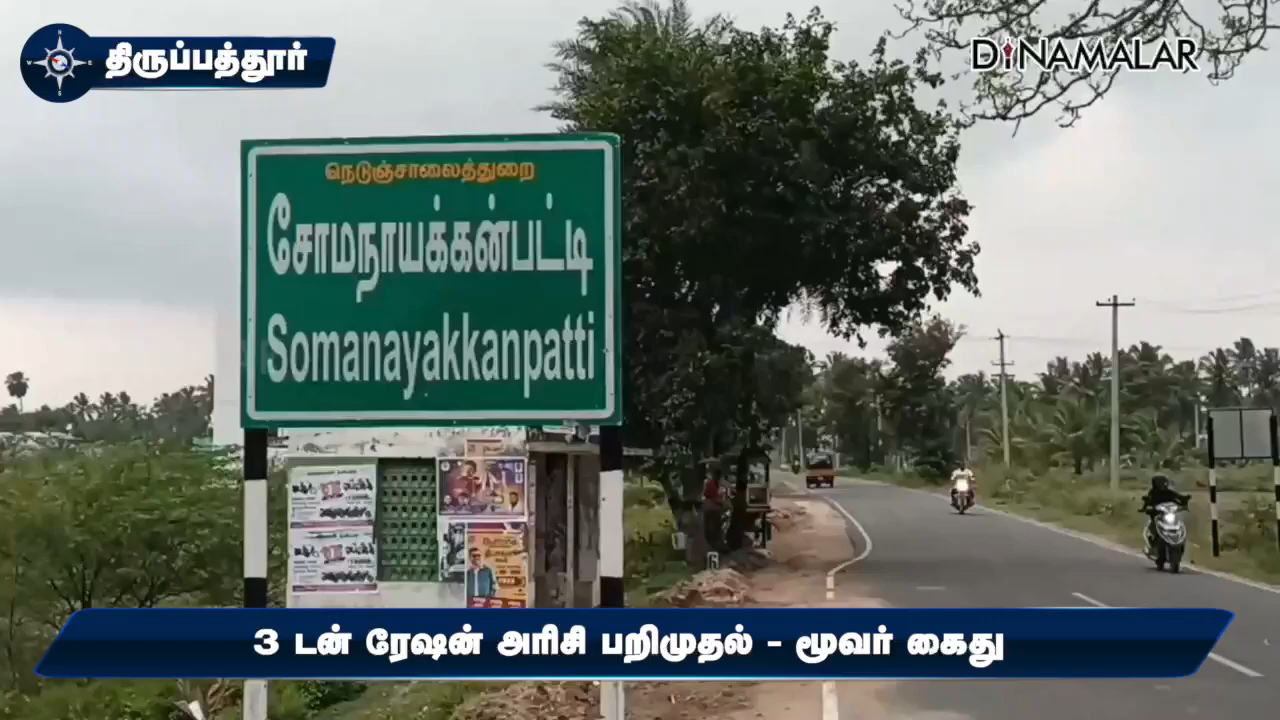 திருப்பத்தூர்
DINAMALAR
நெடுஞ்சாலைத்துறை
சோமநாயக்கன்பட்டி
Somanayakkanpatti
3 டன் ரேஷன் அரிசி பறிமுதல் - மூவர் கைது